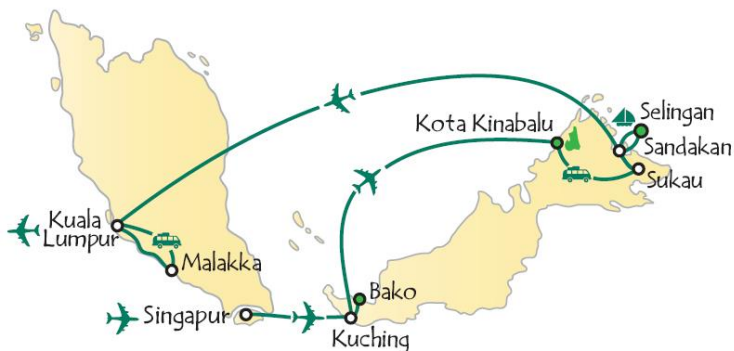 Selingan
Kota Kinabalu
Sandakan
Sukau
Kuala
Lumpur
Malakka
Bako
Singapur
Kuching